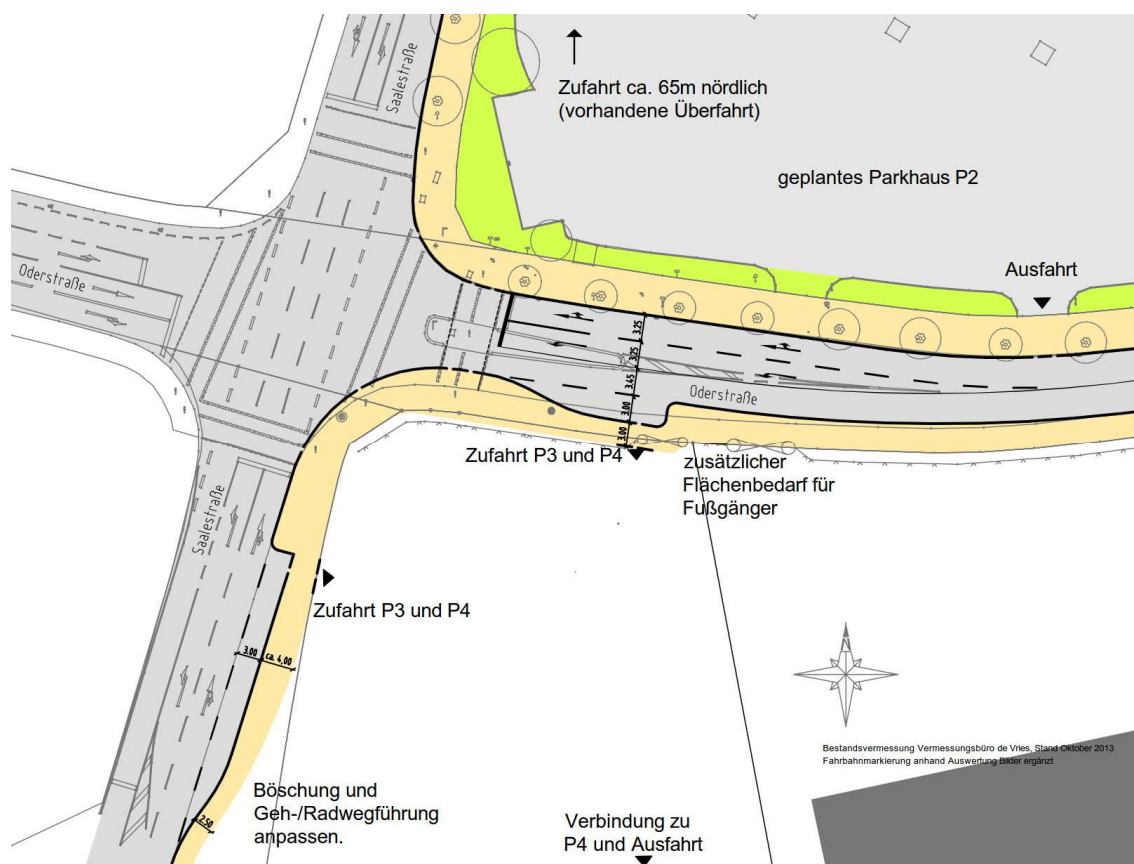 Saalestraße
Zufahrt ca. 65m nördlich
(vorhandene Überfahrt)
geplantes Parkhaus P2
Oderstraße
Ausfahrt
3.25
3.25
3.45
3.00
3.00
Oderstraße
Zufahrt P3 und P4
zusätzlicher
Flächenbedarf für
Fußgänger
Saalestraße
Zufahrt P3 und P4
3.00
ca. 4,00
N
Bestandsvermessung Vermessungsbüro de Vries, Stand Oktober 2013
Fahrbahnmarkierung anhand Auswertung Bilder ergänzt
Böschung und
Geh-/Radwegführung
anpassen.
2.50
Verbindung zu
P4 und Ausfahrt